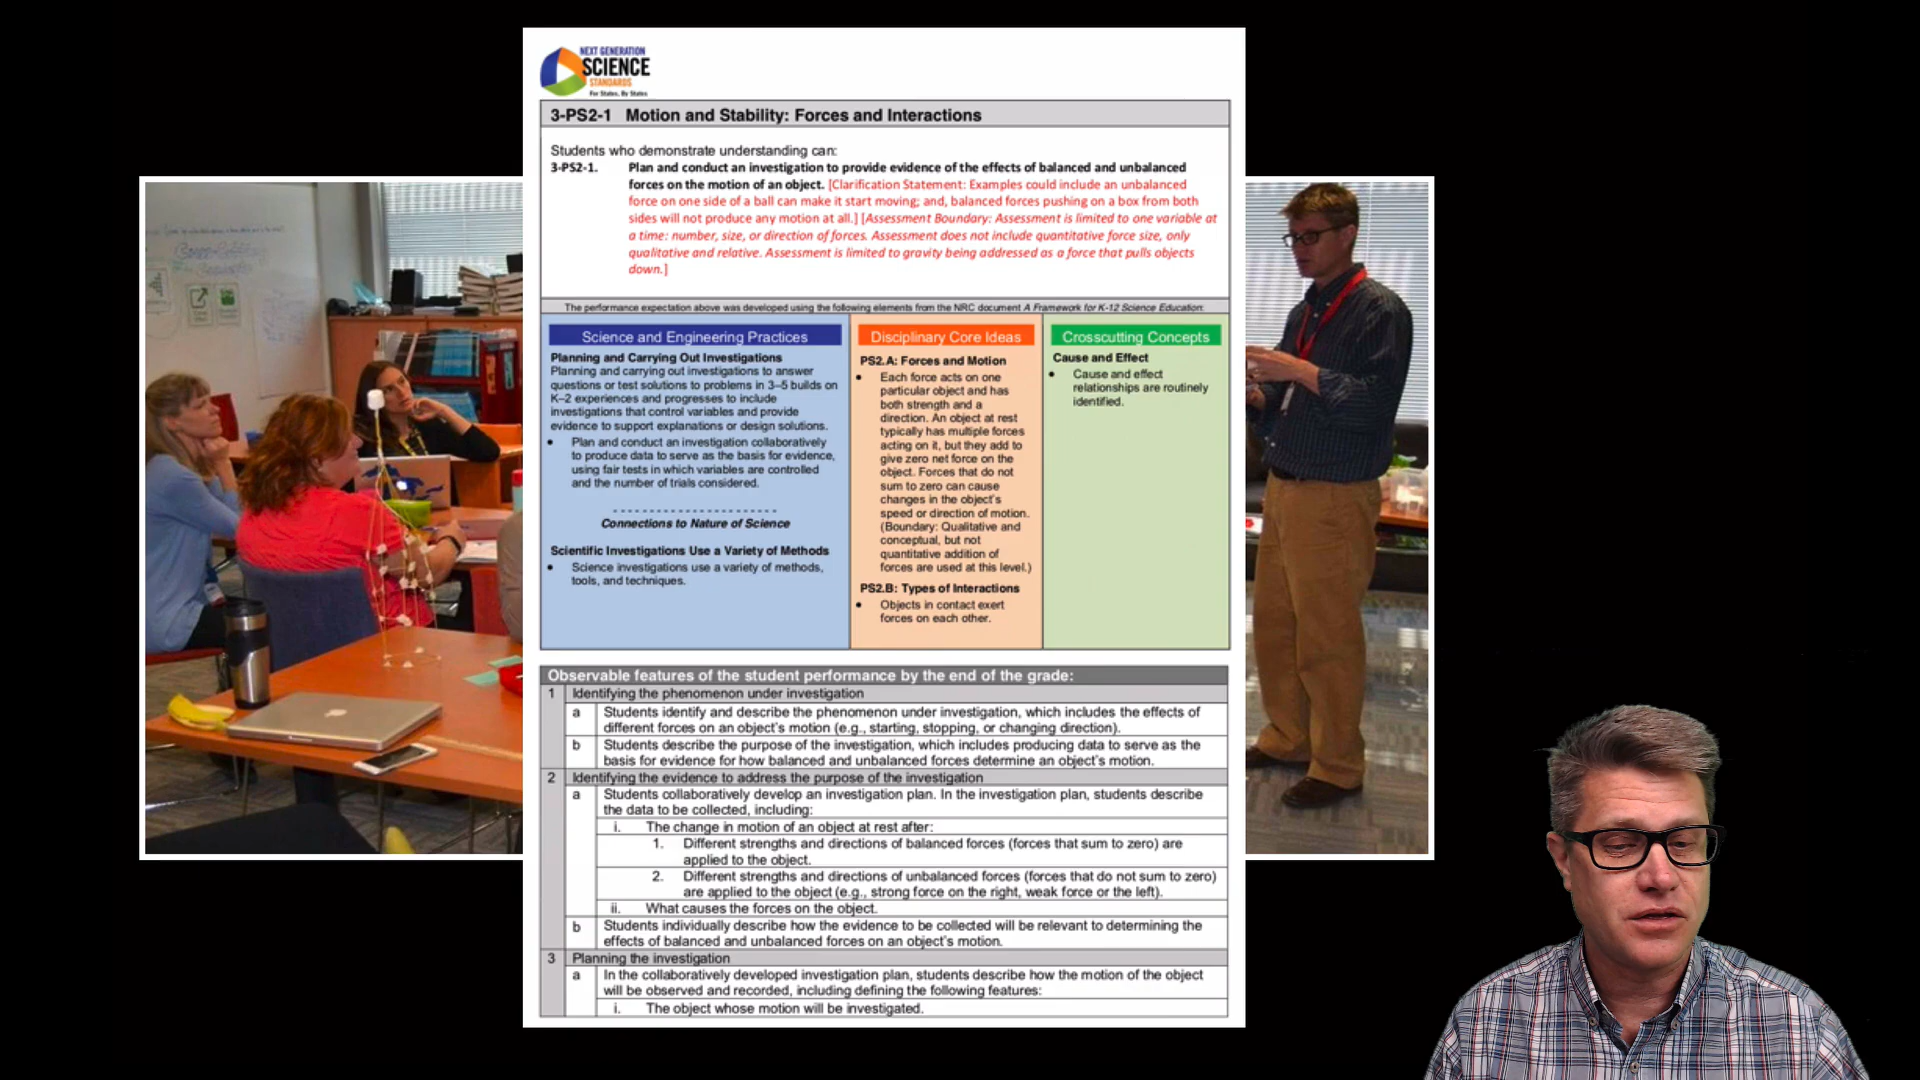 NEXT GENERATION
SCIENCE
STANDARDS
For States, By States
3-PS2-1 Motion and Stability: Forces and Interactions
Students who demonstrate understanding can:
3-PS2-1. Plan and conduct an investigation to provide evidence of the effects of balanced and unbalanced
forces on the motion of an object. [Clarification Statement: Examples could include an unbalanced
force on one side of a ball can make it start moving; and, balanced forces pushing on a box from both
sides will not produce any motion at all.] [Assessment Boundary: Assessment is limited to one variable at
a time: number, size, or direction of forces. Assessment does not include quantitative force size, only
qualitative and relative. Assessment is limited to gravity being addressed as a force that pulls objects
down.]
The performance expectation above was developed using the following elements from the NRC document A Framework for K-12 Science Education:
Science and Engineering Practices
Planning and Carrying Out Investigations
Planning and carrying out investigations to answer
questions or test solutions to problems in 3–5 builds on
K–2 experiences and progresses to include
investigations that control variables and provide
evidence to support explanations or design solutions.
• Plan and conduct an investigation collaboratively
to produce data to serve as the basis for evidence,
using fair tests in which variables are controlled
and the number of trials considered.
- - - - - - - - - - - - - - - - - - - - - - -
Connections to Nature of Science
Scientific Investigations Use a Variety of Methods
• Science investigations use a variety of methods,
tools, and techniques.
Disciplinary Core Ideas
PS2.A: Forces and Motion
• Each force acts on one
particular object and has
both strength and a
direction. An object at rest
typically has multiple forces
acting on it, but they add to
give zero net force on the
object. Forces that do not
sum to zero can cause
changes in the object's
speed or direction of motion.
(Boundary: Qualitative and
conceptual, but not
quantitative addition of
forces are used at this level.)
PS2.B: Types of Interactions
• Objects in contact exert
forces on each other.
Crosscutting Concepts
Cause and Effect
• Cause and effect
relationships are routinely
identified.
Observable features of the student performance by the end of the grade:
1 Identifying the phenomenon under investigation
a Students identify and describe the phenomenon under investigation, which includes the effects of
different forces on an object's motion (e.g., starting, stopping, or changing direction).
b Students describe the purpose of the investigation, which includes producing data to serve as the
basis for evidence for how balanced and unbalanced forces determine an object's motion.
2 Identifying the evidence to address the purpose of the investigation
a Students collaboratively develop an investigation plan. In the investigation plan, students describe
the data to be collected, including:
i. The change in motion of an object at rest after:
1. Different strengths and directions of balanced forces (forces that sum to zero) are
applied to the object.
2. Different strengths and directions of unbalanced forces (forces that do not sum to zero)
are applied to the object (e.g., strong force on the right, weak force or the left).
ii. What causes the forces on the object.
b Students individually describe how the evidence to be collected will be relevant to determining the
effects of balanced and unbalanced forces on an object's motion.
3 Planning the investigation
a In the collaboratively developed investigation plan, students describe how the motion of the object
will be observed and recorded, including defining the following features:
i. The object whose motion will be investigated.